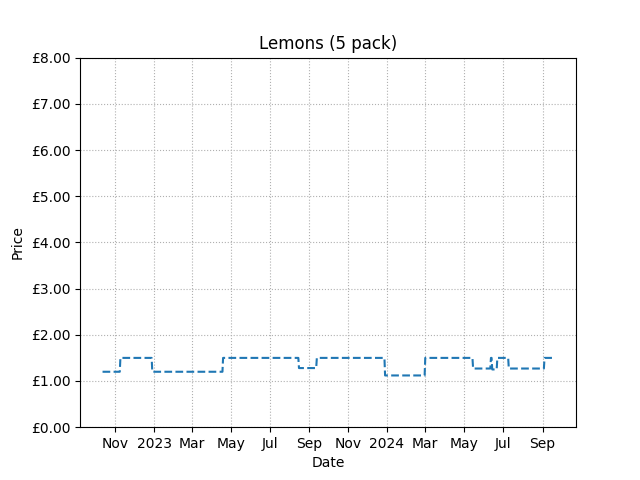 Lemons (5 pack)
£8.00
£7.00
£6.00
£5.00
£4.00
£3.00
£2.00
£1.00
£0.00
Price
Nov 2023 Mar May Jul Sep Nov 2024 Mar May Jul Sep
Date